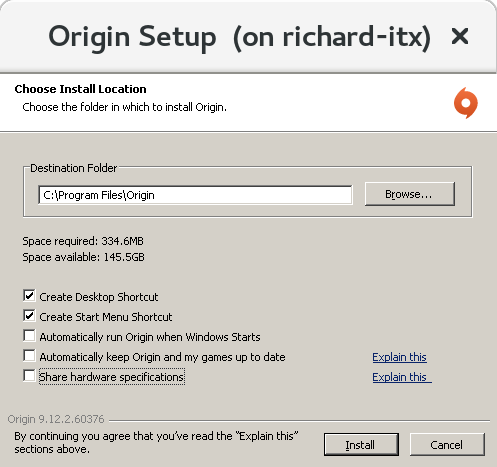 Origin Setup (on richard-itx)
Choose Install Location
Choose the folder in which to install Origin.
Destination Folder
C:\Program Files\Origin
Browse...
Space required: 334.6MB
Space available: 145.5GB
Create Desktop Shortcut
Create Start Menu Shortcut
Automatically run Origin when Windows Starts
Automatically keep Origin and my games up to date Explain this
Share hardware specifications Explain this
Origin 9.12.2.60376
By continuing you agree that you've read the "Explain this"
sections above.
Install Cancel